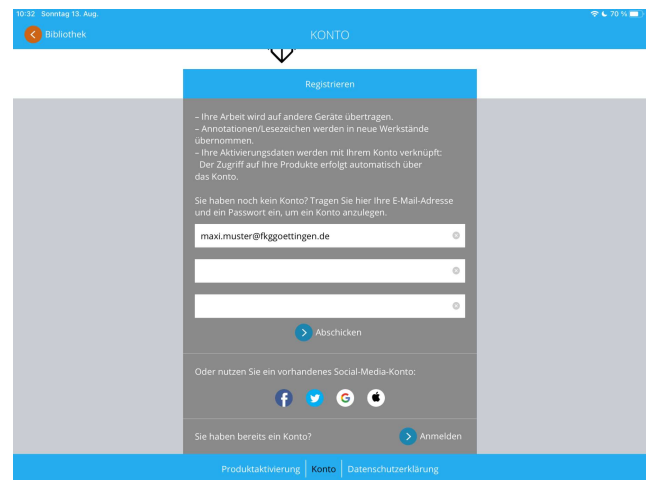 10:32 Sonntag 13. Aug.
70 %
Bibliothek
KONTO
Registrieren
– Ihre Arbeit wird auf andere Geräte übertragen.
– Annotationen/Lesezeichen werden in neue Werkstände
übernommen.
– Ihre Aktivierungsdaten werden mit Ihrem Konto verknüpft:
Der Zugriff auf Ihre Produkte erfolgt automatisch über
das Konto.
Sie haben noch kein Konto? Tragen Sie hier Ihre E-Mail-Adresse
und ein Passwort ein, um ein Konto anzulegen.
maxi.muster@fkggoettingen.de
Abschicken
Oder nutzen Sie ein vorhandenes Social-Media-Konto:
Sie haben bereits ein Konto?
Anmelden
Produktaktivierung Konto Datenschutzerklärung